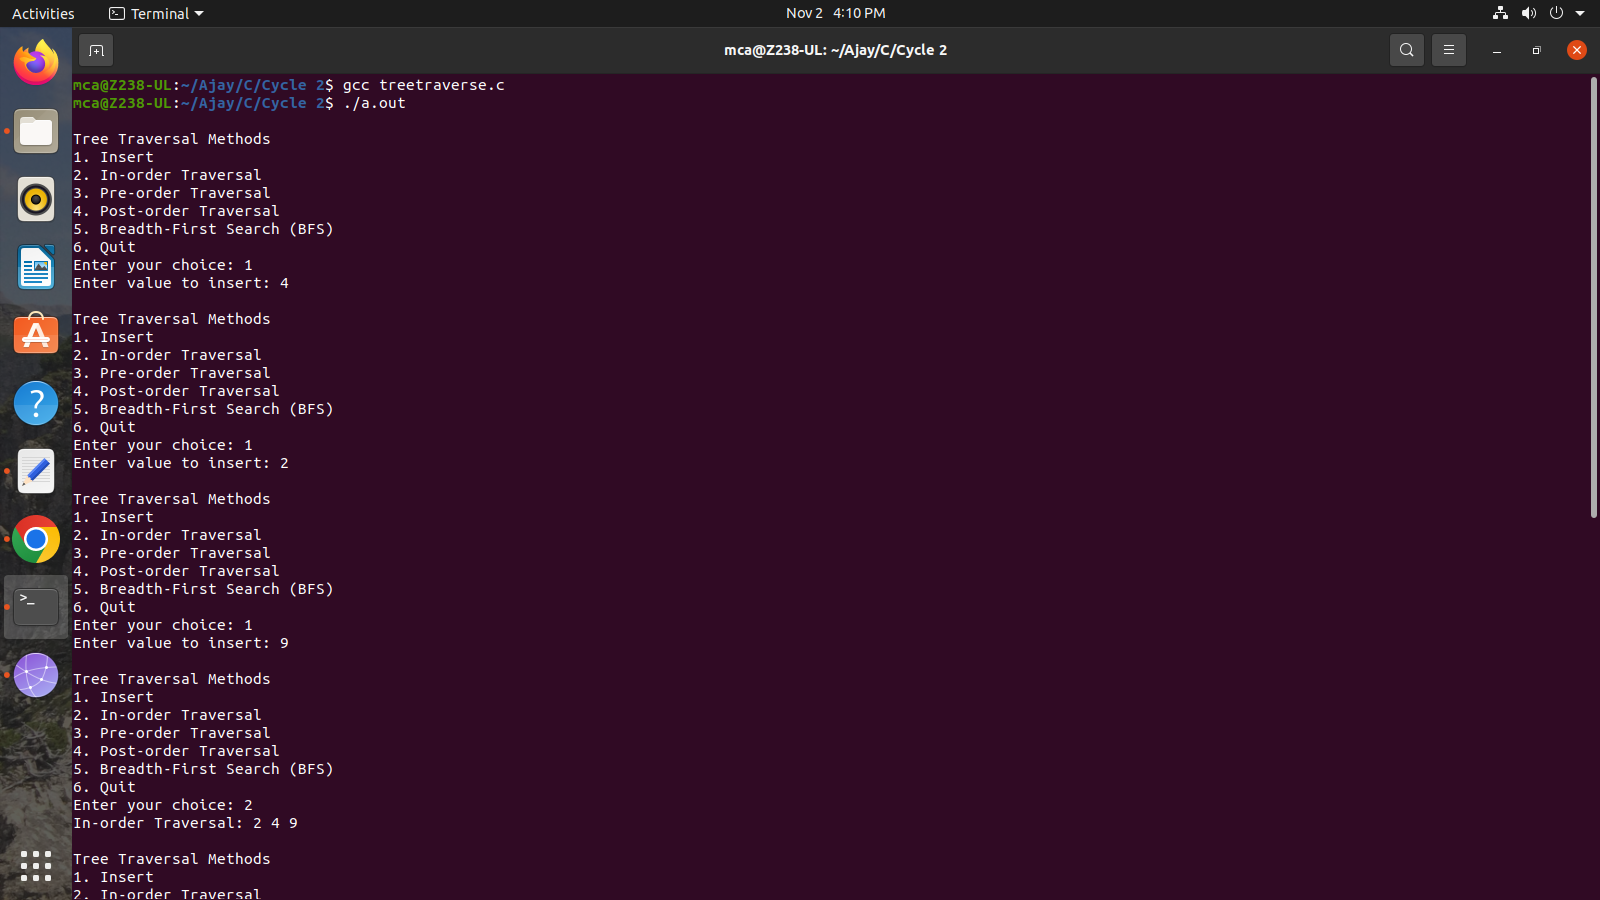 Activities Terminal Nov 2 4:10 PM
mca@Z238-UL: ~/Ajay/C/Cycle 2
mca@Z238-UL:~/Ajay/C/Cycle 2$ gcc treetraverse.c
mca@Z238-UL:~/Ajay/C/Cycle 2$ ./a.out
Tree Traversal Methods
1. Insert
2. In-order Traversal
3. Pre-order Traversal
4. Post-order Traversal
5. Breadth-First Search (BFS)
6. Quit
Enter your choice: 1
Enter value to insert: 4
Tree Traversal Methods
1. Insert
2. In-order Traversal
3. Pre-order Traversal
4. Post-order Traversal
5. Breadth-First Search (BFS)
6. Quit
Enter your choice: 1
Enter value to insert: 2
Tree Traversal Methods
1. Insert
2. In-order Traversal
3. Pre-order Traversal
4. Post-order Traversal
5. Breadth-First Search (BFS)
6. Quit
Enter your choice: 1
Enter value to insert: 9
Tree Traversal Methods
1. Insert
2. In-order Traversal
3. Pre-order Traversal
4. Post-order Traversal
5. Breadth-First Search (BFS)
6. Quit
Enter your choice: 2
In-order Traversal: 2 4 9
Tree Traversal Methods
1. Insert
2. In-order Traversal